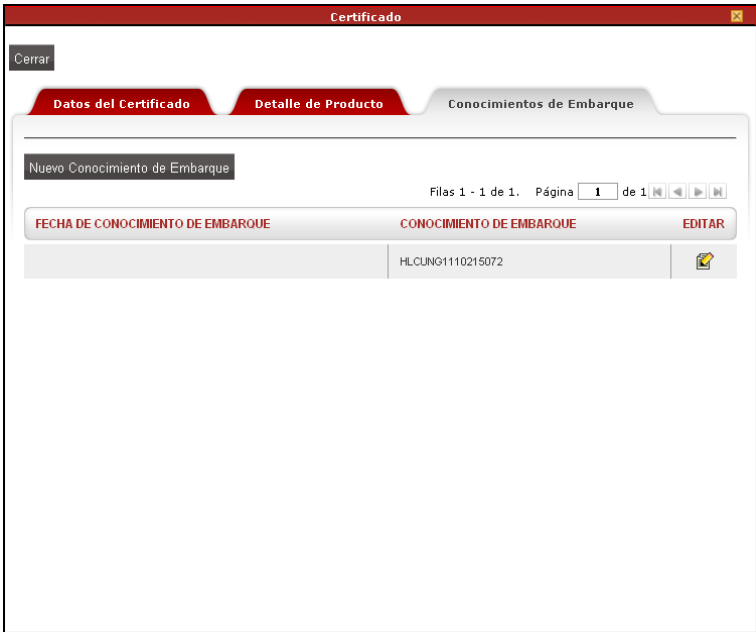 Certificado
Cerrar
Datos del Certificado
Detalle de Producto
Conocimientos de Embarque
Nuevo Conocimiento de Embarque
Filas 1 - 1 de 1. Página 1 de 1
FECHA DE CONOCIMIENTO DE EMBARQUE CONOCIMIENTO DE EMBARQUE EDITAR
HLCUNG1110215072